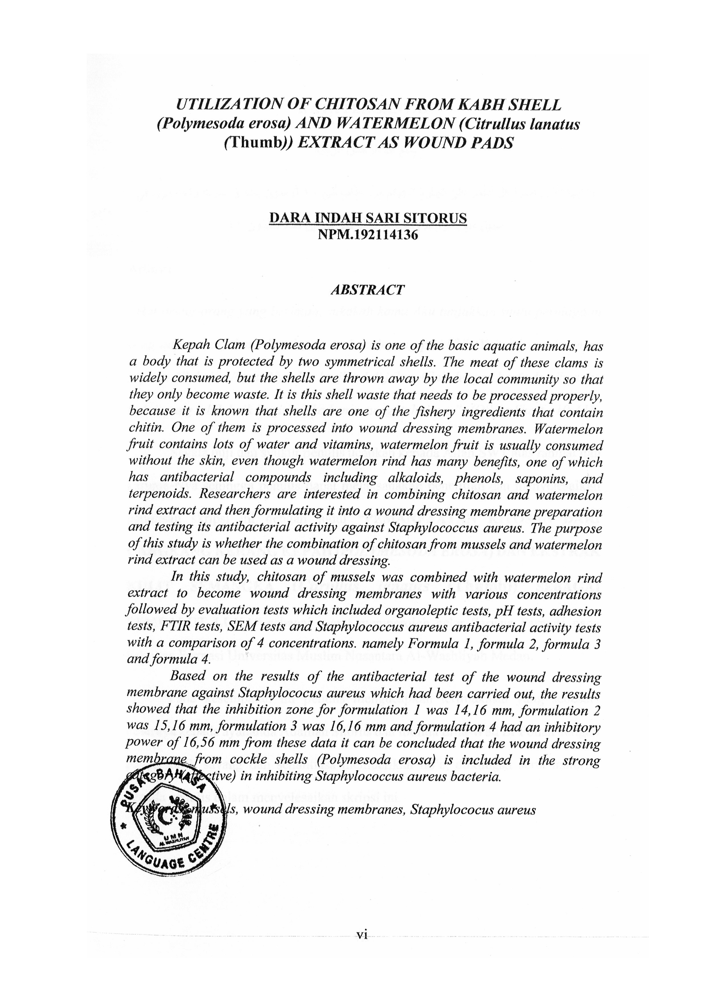 UTILIZATION OF CHITOSAN FROM KABH SHELL
(Polymesoda erosa) AND WATERMELON (Citrullus lanatus
(Thumb)) EXTRACT AS WOUND PADS
DARA INDAH SARI SITORUS
NPM.192114136
ABSTRACT
Kepah Clam (Polymesoda erosa) is one of the basic aquatic animals, has
a body that is protected by two symmetrical shells. The meat of these clams is
widely consumed, but the shells are thrown away by the local community so that
they only become waste. It is this shell waste that needs to be processed properly,
because it is known that shells are one of the fishery ingredients that contain
chitin. One of them is processed into wound dressing membranes. Watermelon
fruit contains lots of water and vitamins, watermelon fruit is usually consumed
without the skin, even though watermelon rind has many benefits, one of which
has antibacterial compounds including alkaloids, phenols, saponins, and
terpenoids. Researchers are interested in combining chitosan and watermelon
rind extract and then formulating it into a wound dressing membrane preparation
and testing its antibacterial activity against Staphylococcus aureus. The purpose
of this study is whether the combination of chitosan from mussels and watermelon
rind extract can be used as a wound dressing.
In this study, chitosan of mussels was combined with watermelon rind
extract to become wound dressing membranes with various concentrations
followed by evaluation tests which included organoleptic tests, pH tests, adhesion
tests, FTIR tests, SEM tests and Staphylococcus aureus antibacterial activity tests
with a comparison of 4 concentrations. namely Formula 1, formula 2, formula 3
and formula 4.
Based on the results of the antibacterial test of the wound dressing
membrane against Staphylococus aureus which had been carried out, the results
showed that the inhibition zone for formulation 1 was 14,16 mm, formulation 2
was 15,16 mm, formulation 3 was 16,16 mm and formulation 4 had an inhibitory
power of 16,56 mm from these data it can be concluded that the wound dressing
membrane from cockle shells (Polymesoda erosa) is included in the strong
category (effective) in inhibiting Staphylococcus aureus bacteria.
Keywords: mussels, wound dressing membranes, Staphylococus aureus
PUSAT BAHASA
UMN
AL WASHLIYAH
LANGUAGE CENTRE
vi